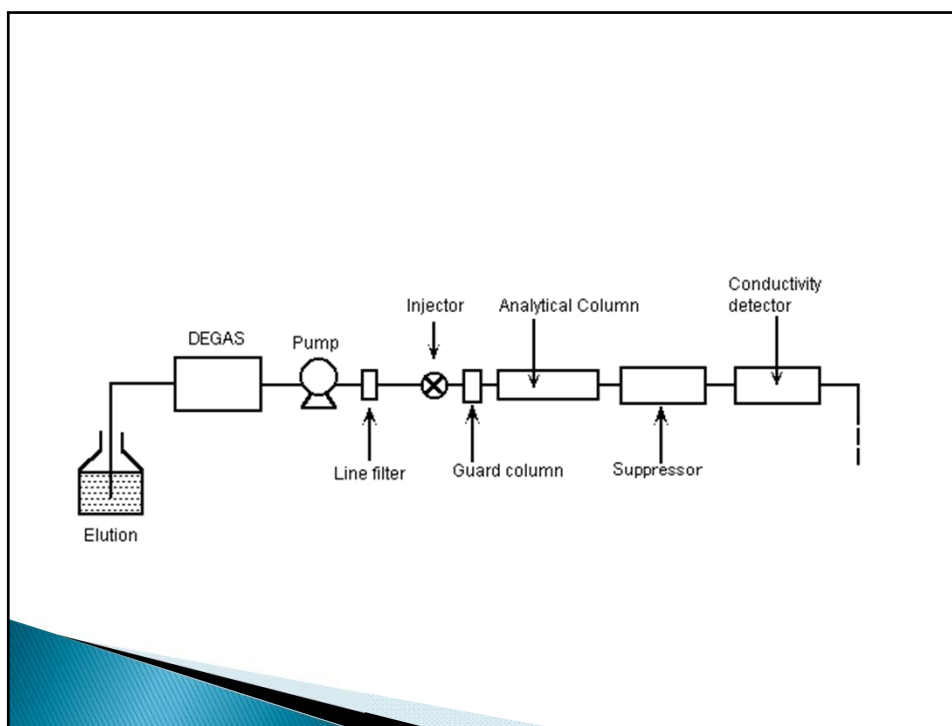 DEGAS
Pump
Injector
Analytical Column
Conductivity
detector
Line filter
Guard column
Suppressor
Elution